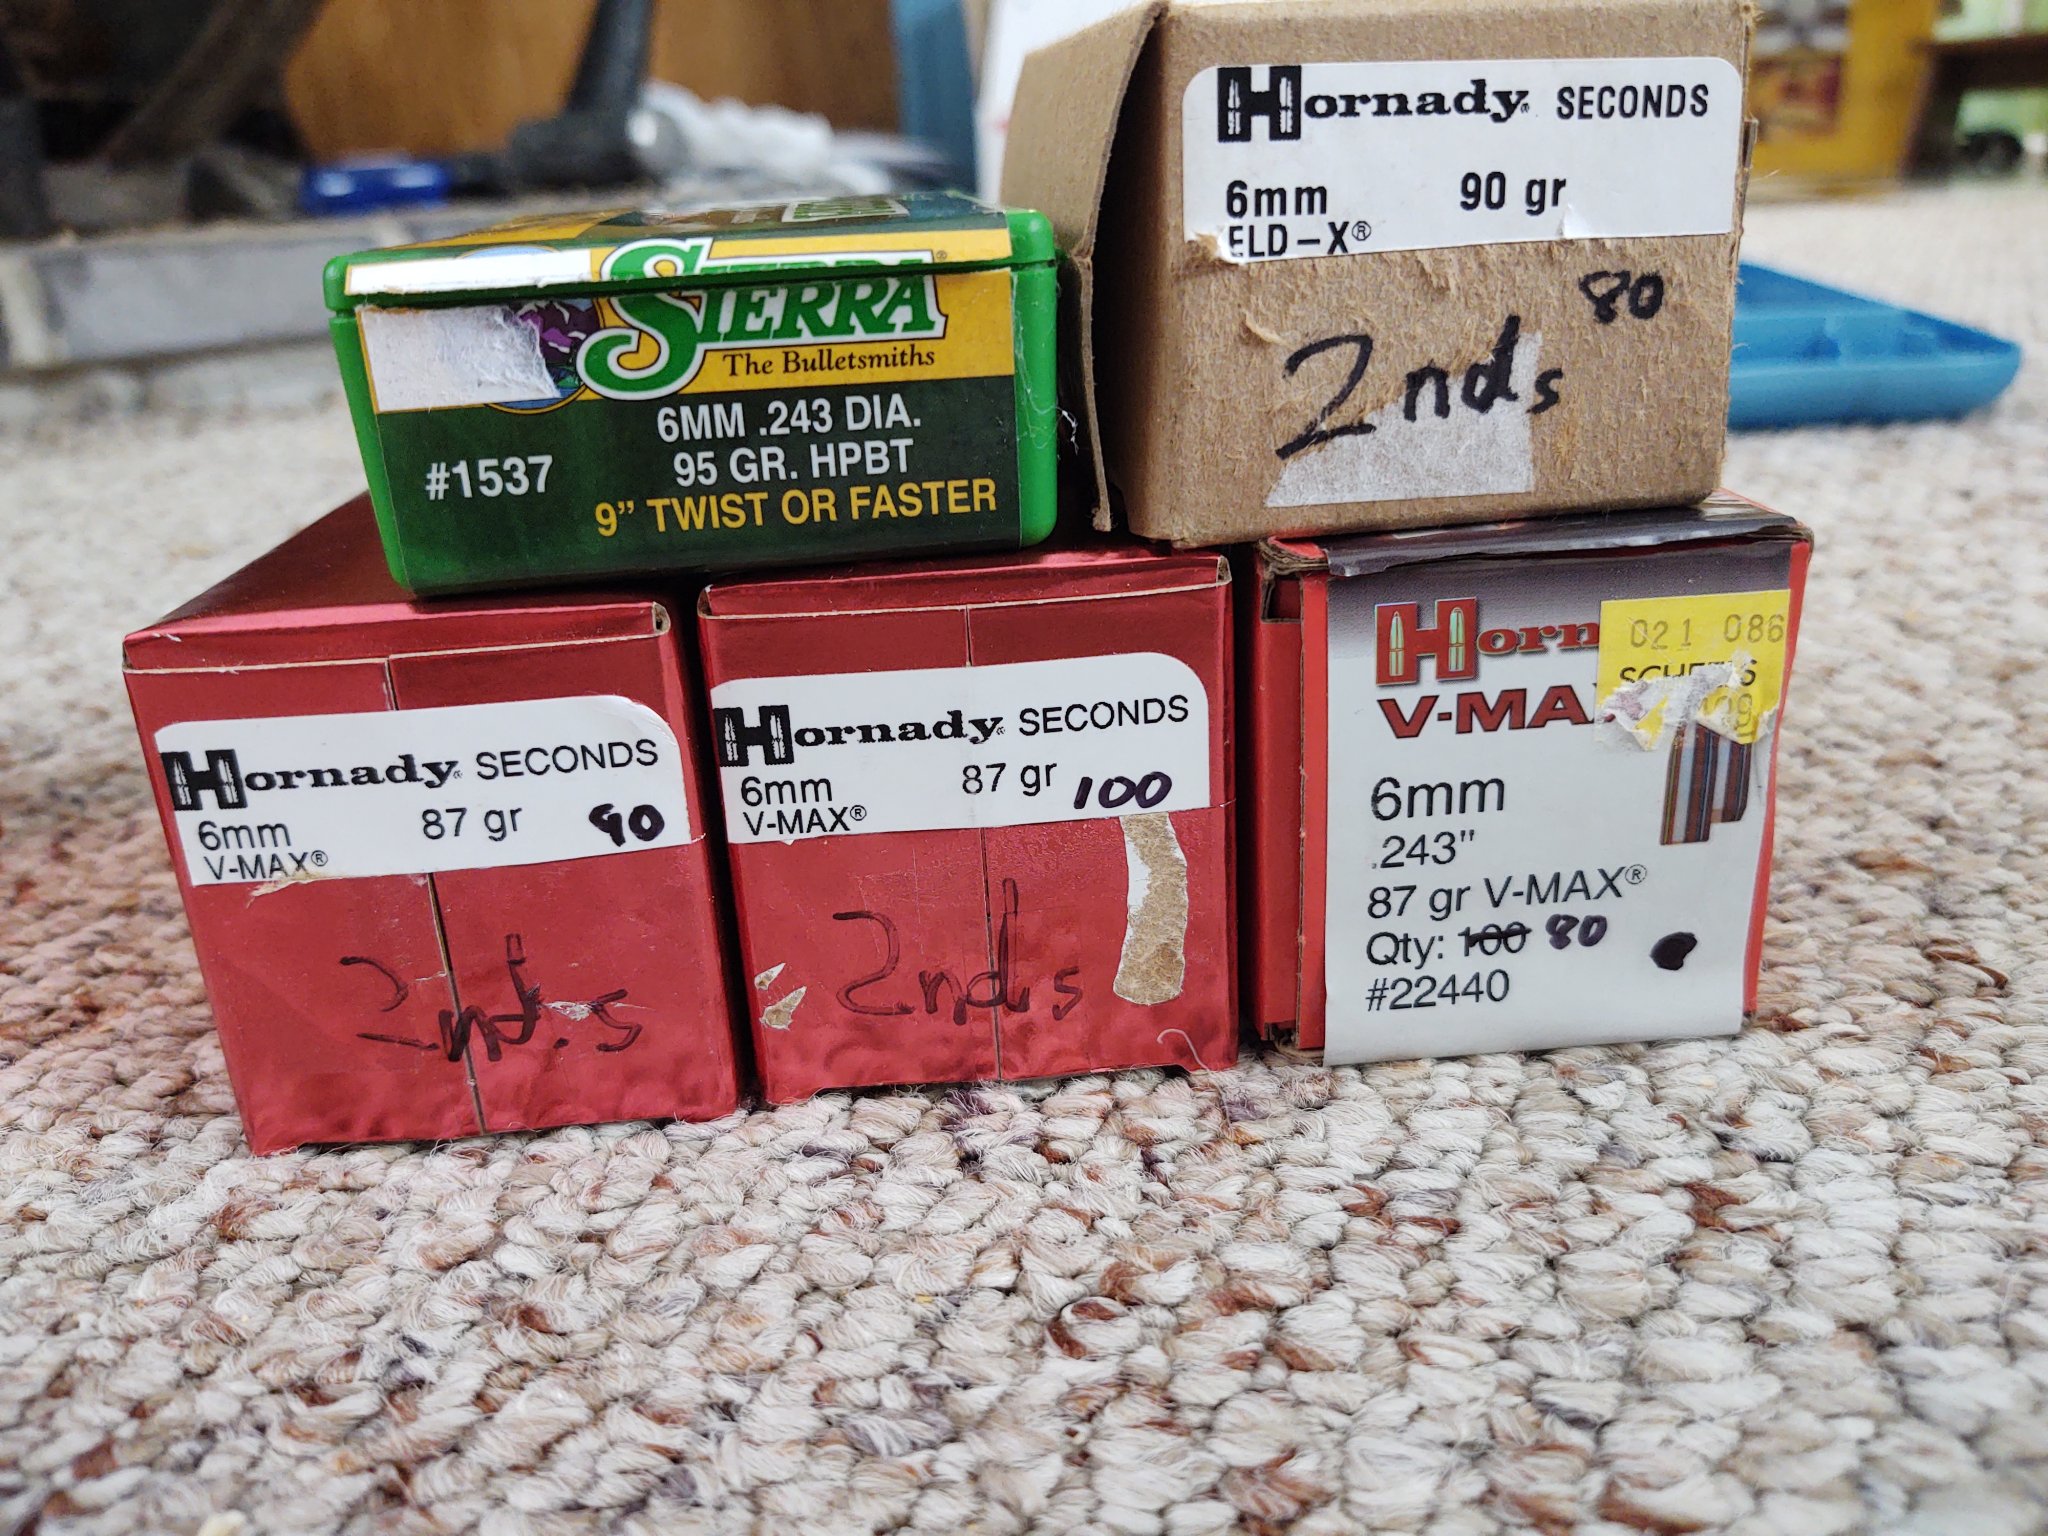 SIERRA
The Bulletsmiths
6MM .243 DIA.
#1537 95 GR. HPBT
9” TWIST OR FASTER
Hornady SECONDS
6mm 90 gr
ELD-X®
80
2nds
Hornady SECONDS
6mm 87 gr 90
V-MAX®
2nds
Hornady SECONDS
6mm 87 gr 100
V-MAX®
2nds
021 086
V-MA
6mm
.243"
87 gr V-MAX®
Qty: 100 80
#22440